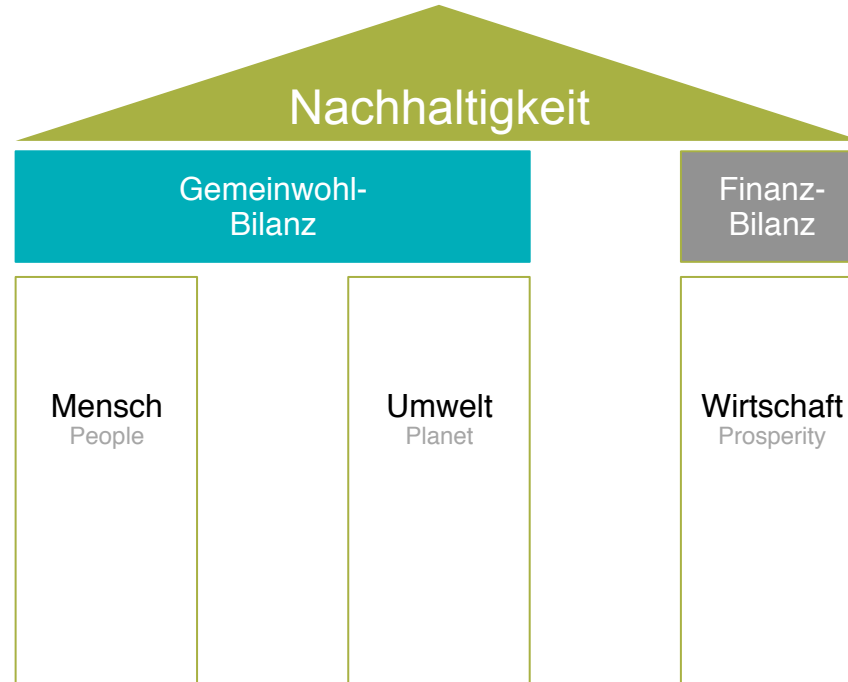 Nachhaltigkeit
Gemeinwohl-
Bilanz
Finanz-
Bilanz
Mensch
People
Umwelt
Planet
Wirtschaft
Prosperity